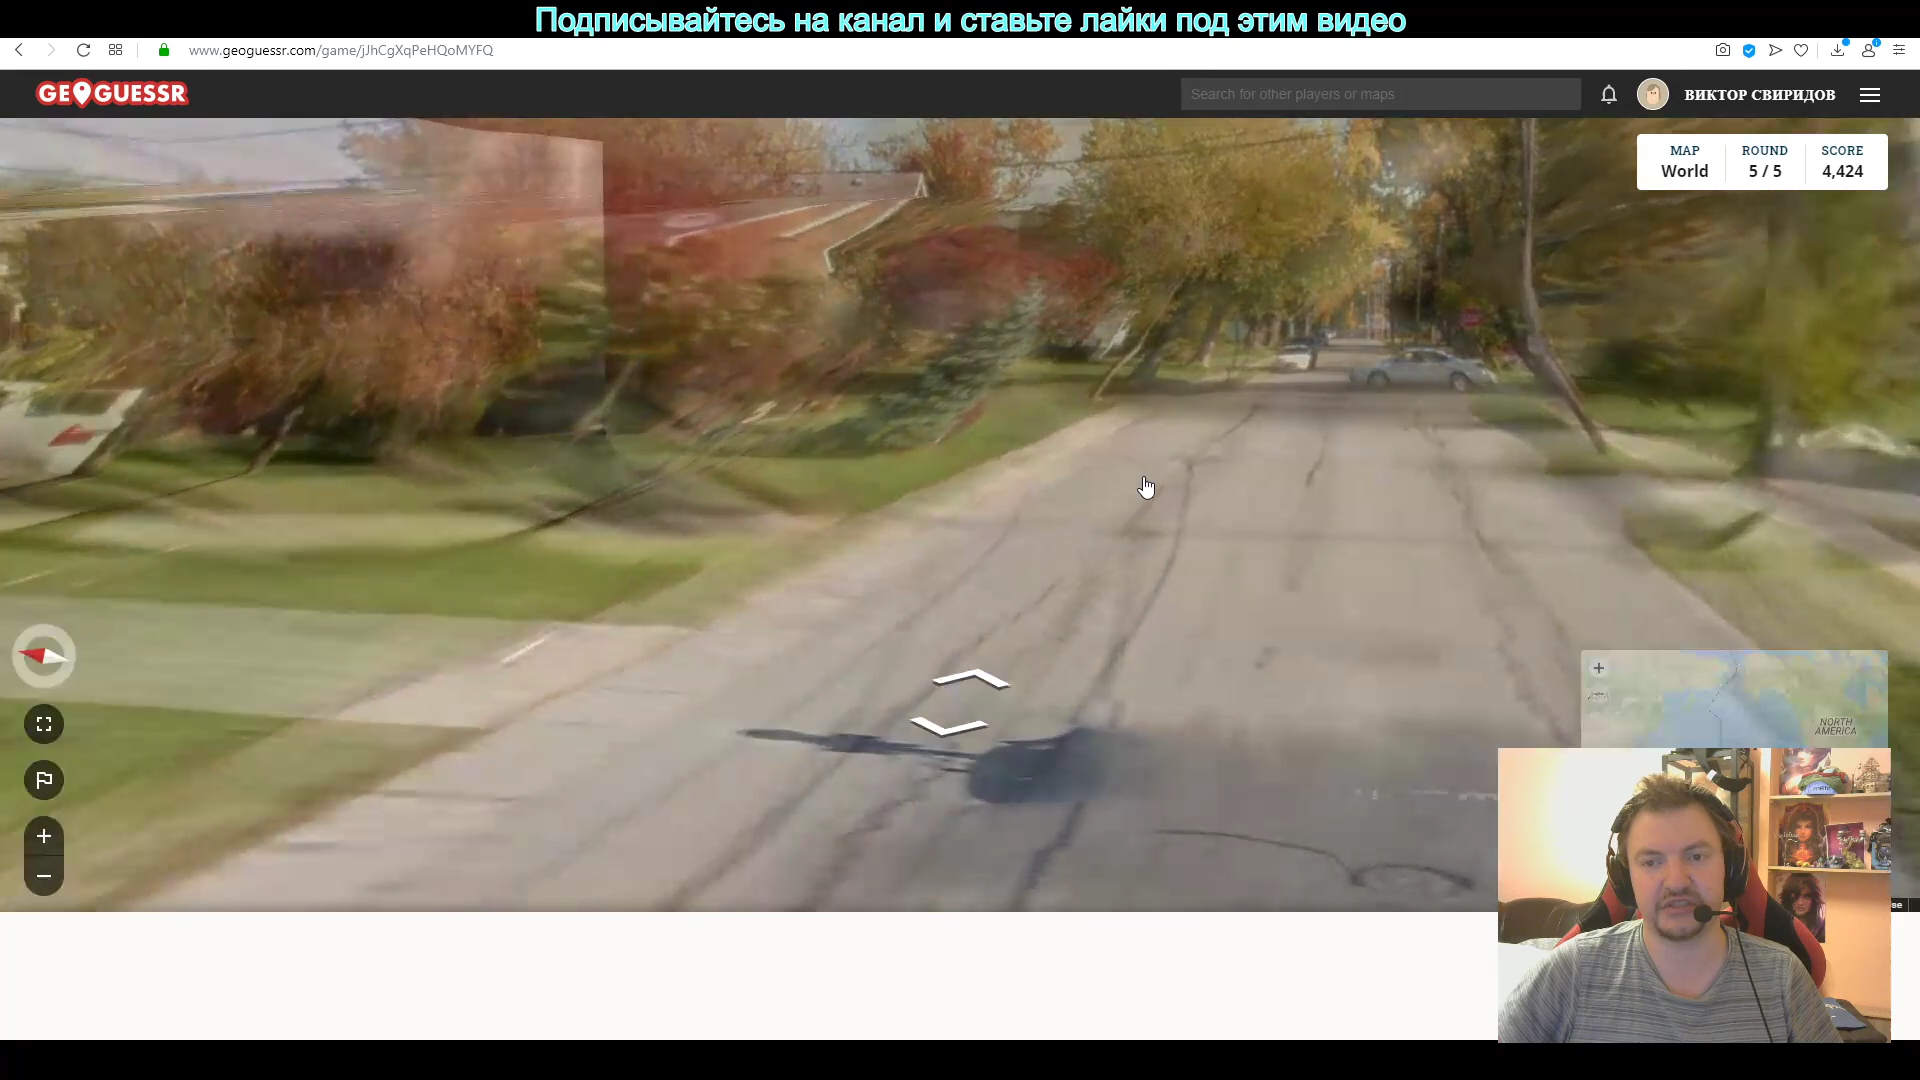 Подписывайтесь на канал и ставьте лайки под этим видео
www.geoguessr.com/game/jJhCgXqPeHQoMYFQ
GEOGUESSR
Search for other players or maps
ВИКТОР СВИРИДОВ
MAP ROUND SCORE
World 5 / 5 4,424
NORTH
AMERICA